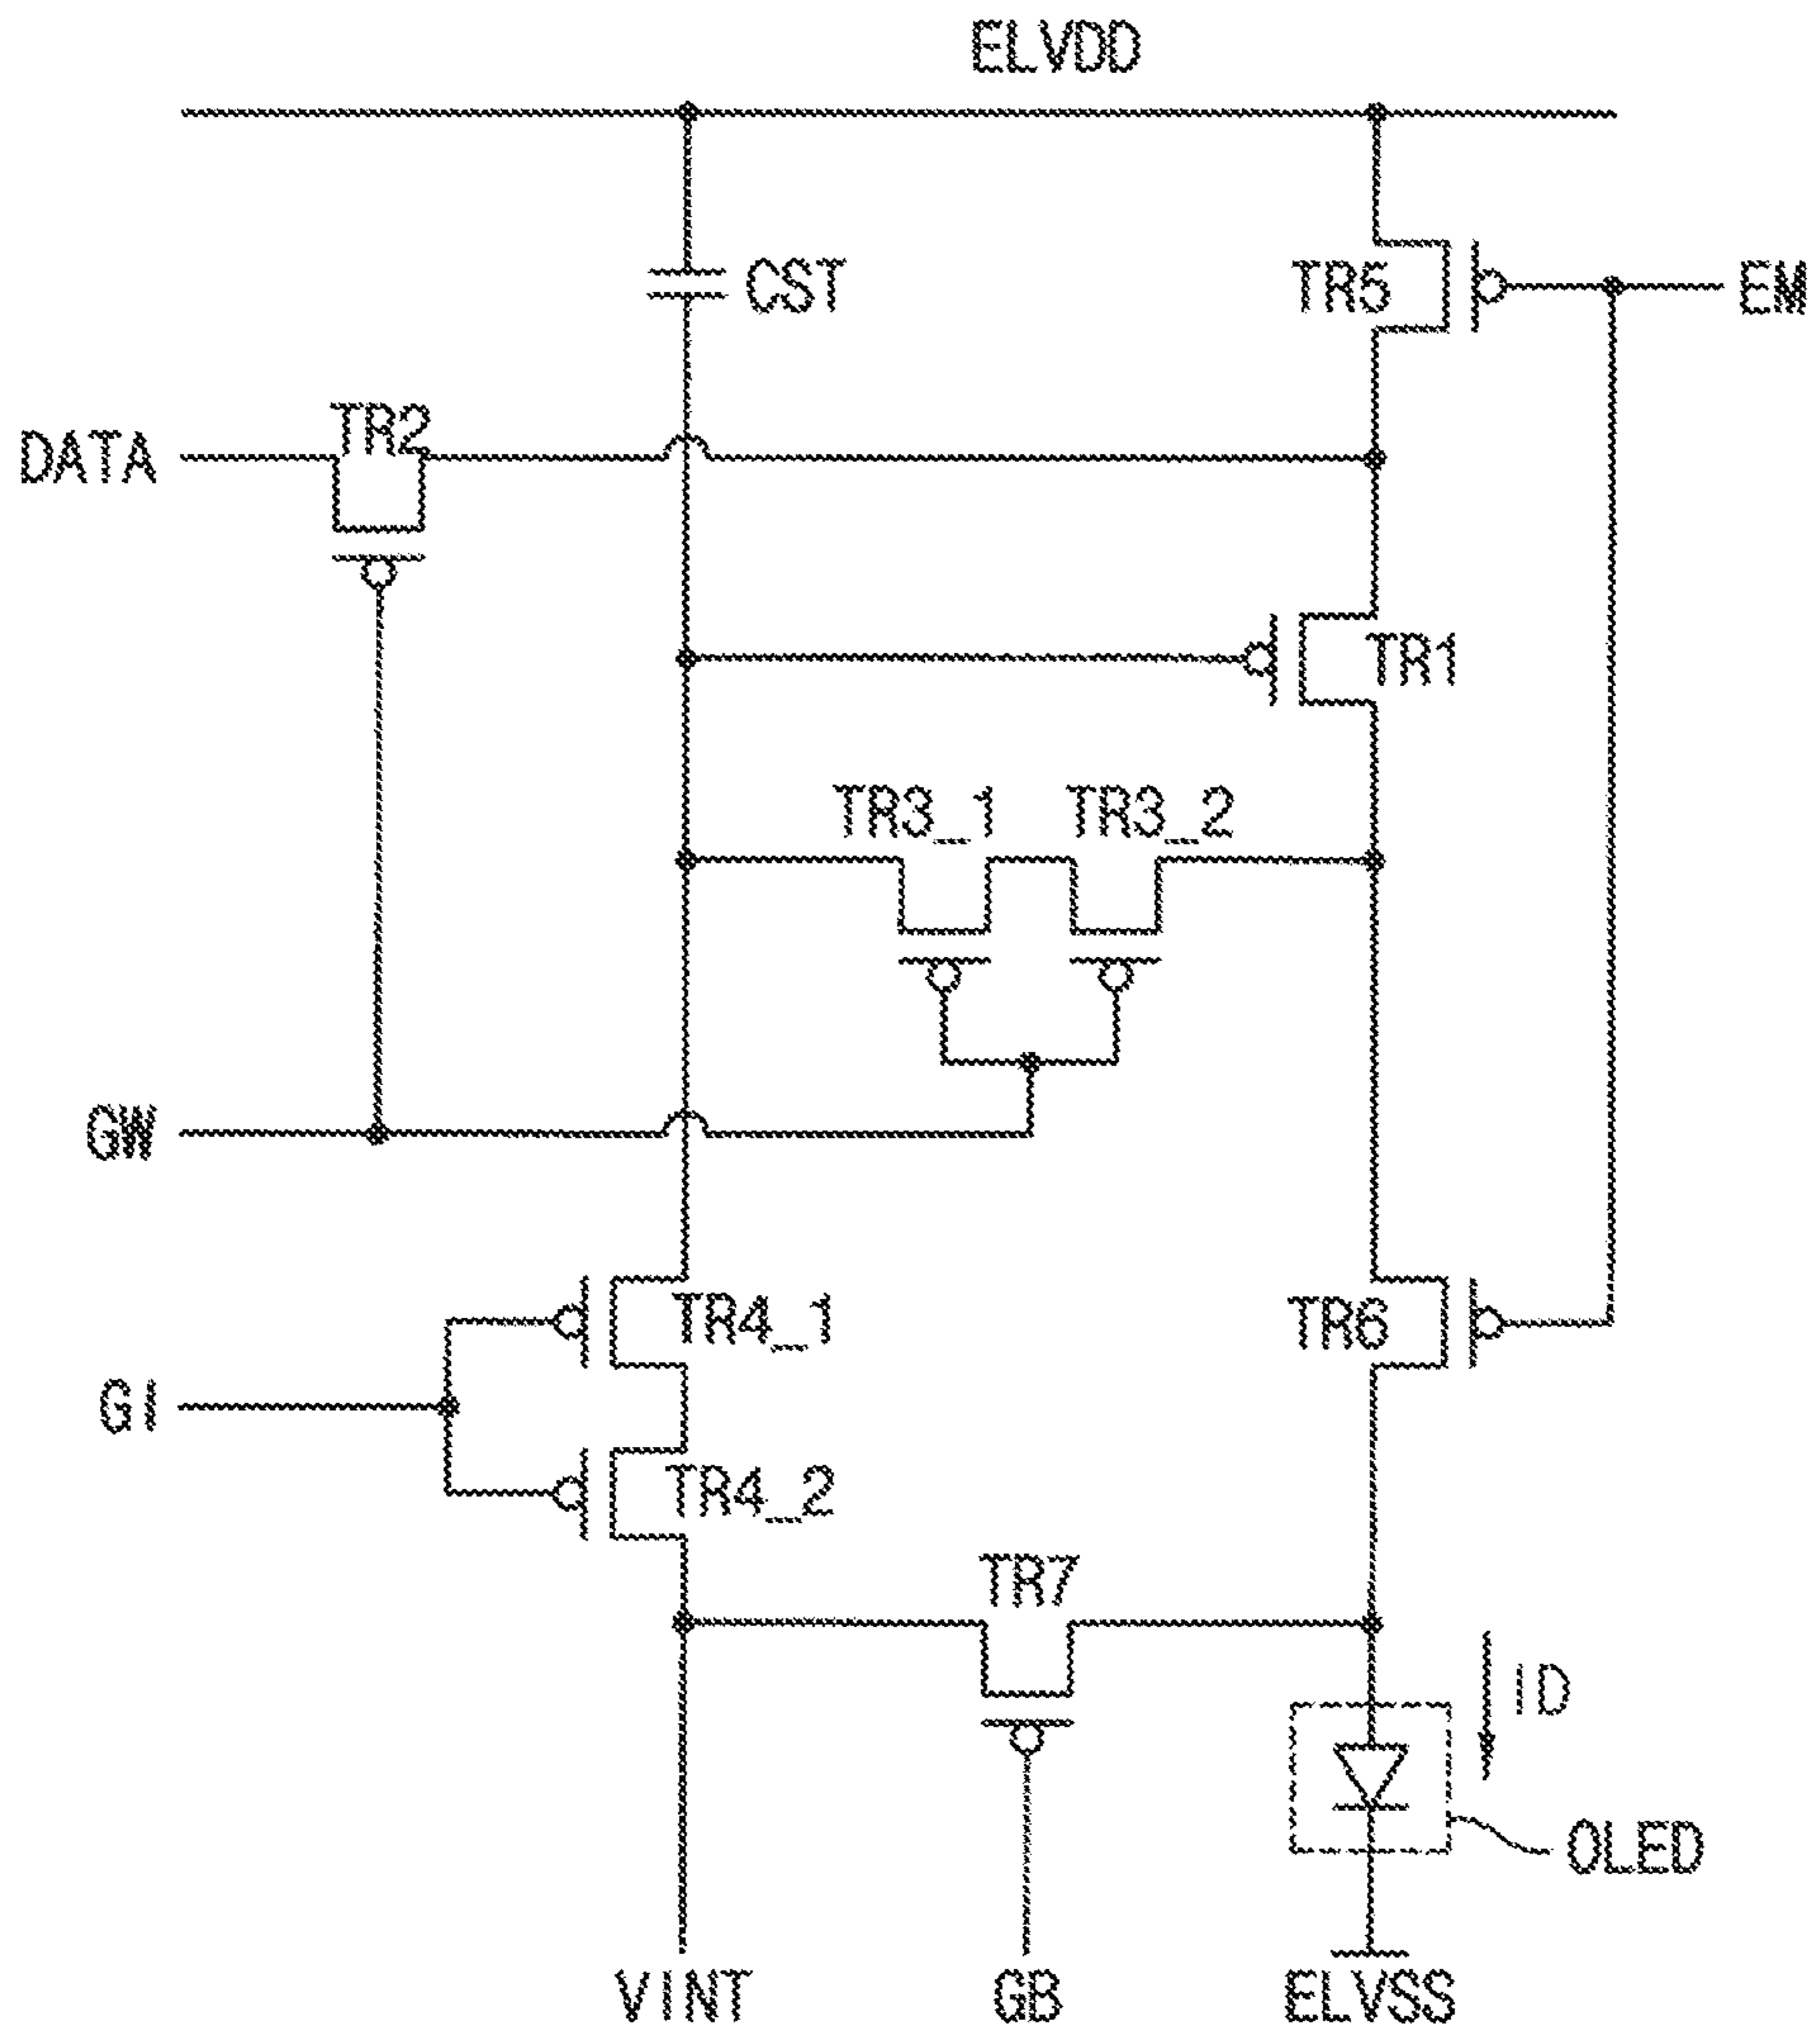 ELVDD
CST
TR5
EM
DATA
TR2
TR1
TR3_1
TR3_2
GW
TR4_1
TR6
GI
TR4_2
TR7
ID
OLED
VINT
GB
ELVSS